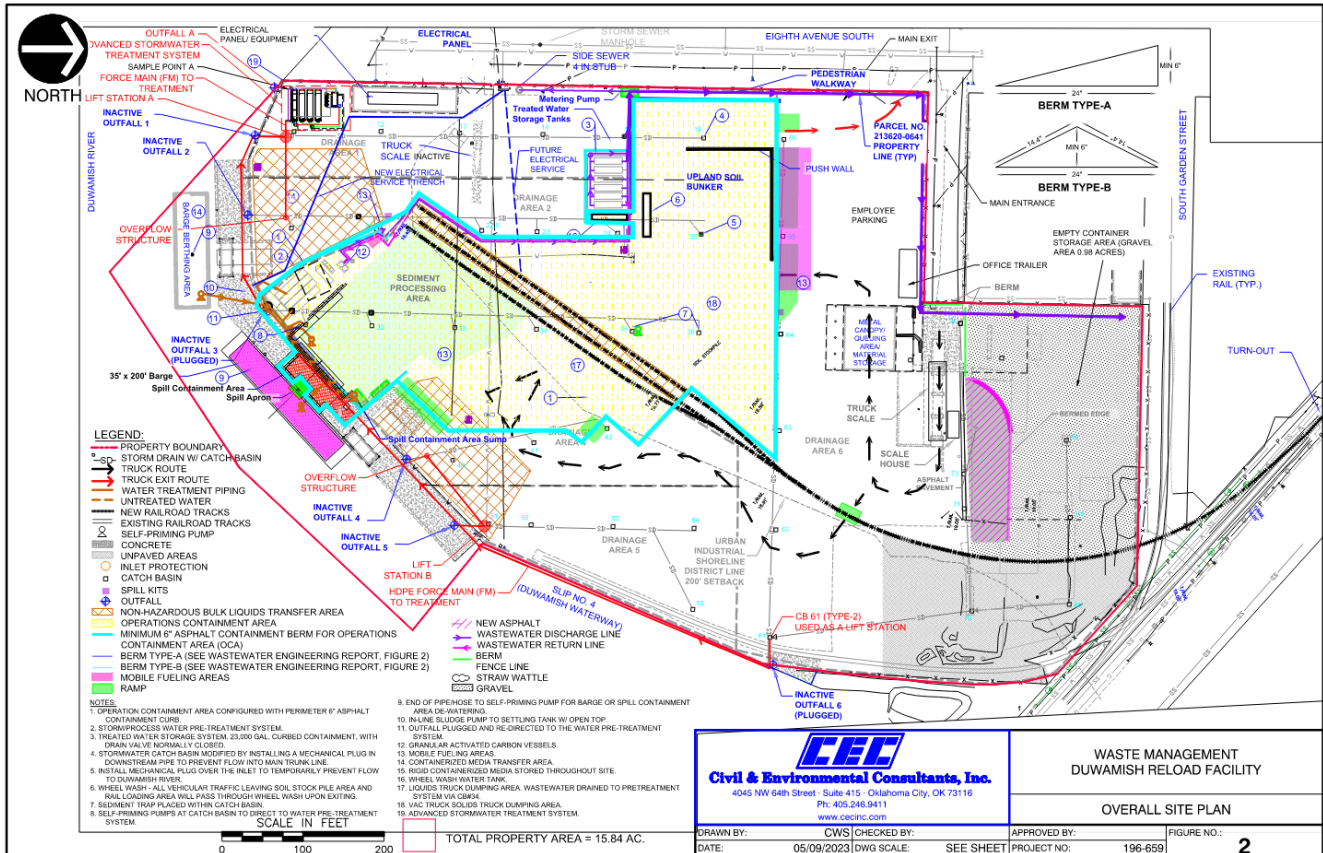 NORTH
OUTFALL A
ADVANCED STORMWATER
TREATMENT SYSTEM
SAMPLE POINT A
FORCE MAIN (FM) TO
TREATMENT
LIFT STATION A
INACTIVE
OUTFALL 1
INACTIVE
OUTFALL 2
DUWAMISH RIVER
ELECTRICAL
PANEL/ EQUIPMENT
ELECTRICAL
PANEL
STORM SEWER
MANHOLE
SIDE SEWER
4 IN STUB
EIGHTH AVENUE SOUTH
MAIN EXIT
PEDESTRIAN
WALKWAY
Metering Pump
Treated Water
Storage Tanks
PARCEL NO.
213620-0641
PROPERTY
LINE (TYP)
MIN 6"
24"
BERM TYPE-A
14.4"
14.4"
MIN 6"
24"
BERM TYPE-B
SOUTH GARDEN STREET
MAIN ENTRANCE
DRAINAGE
AREA 1
TRUCK
SCALE
INACTIVE
NEW ELECTRICAL
SERVICE TRENCH
FUTURE
ELECTRICAL
SERVICE
DRAINAGE
AREA 2
UPLAND SOIL
BUNKER
PUSH WALL
EMPLOYEE
PARKING
EMPTY CONTAINER
STORAGE AREA (GRAVEL
AREA 0.98 ACRES)
OFFICE TRAILER
BERM
EXISTING
RAIL (TYP.)
TURN-OUT
OVERFLOW
STRUCTURE
BARGE BERTHING AREA
SEDIMENT
PROCESSING
AREA
SOIL STOCKPILE
METAL
CANOPY/
QUEUING
AREA/
MATERIAL
STORAGE
TRUCK
SCALE
SCALE
HOUSE
BERMED EDGE
ASPHALT
PAVEMENT
DRAINAGE
AREA 6
INACTIVE
OUTFALL 3
(PLUGGED)
35' x 200' Barge
Spill Containment Area
Spill Apron
Spill Containment Area Sump
OVERFLOW
STRUCTURE
INACTIVE
OUTFALL 4
INACTIVE
OUTFALL 5
LIFT
STATION B
HDPE FORCE MAIN (FM)
TO TREATMENT
SLIP NO. 4
(DUWAMISH WATERWAY)
DRAINAGE
AREA 5
URBAN
INDUSTRIAL
SHORELINE
DISTRICT LINE
200' SETBACK
CB 61 (TYPE-2)
USED AS A LIFT STATION
INACTIVE
OUTFALL 6
(PLUGGED)
LEGEND:
PROPERTY BOUNDARY
STORM DRAIN W/ CATCH BASIN
TRUCK ROUTE
TRUCK EXIT ROUTE
WATER TREATMENT PIPING
UNTREATED WATER
NEW RAILROAD TRACKS
EXISTING RAILROAD TRACKS
SELF-PRIMING PUMP
CONCRETE
UNPAVED AREAS
INLET PROTECTION
CATCH BASIN
SPILL KITS
OUTFALL
NON-HAZARDOUS BULK LIQUIDS TRANSFER AREA
OPERATIONS CONTAINMENT AREA
MINIMUM 6" ASPHALT CONTAINMENT BERM FOR OPERATIONS
CONTAINMENT AREA (OCA)
BERM TYPE-A (SEE WASTEWATER ENGINEERING REPORT, FIGURE 2)
BERM TYPE-B (SEE WASTEWATER ENGINEERING REPORT, FIGURE 2)
MOBILE FUELING AREAS
RAMP
NEW ASPHALT
WASTEWATER DISCHARGE LINE
WASTEWATER RETURN LINE
BERM
FENCE LINE
STRAW WATTLE
GRAVEL
NOTES:
1. OPERATION CONTAINMENT AREA CONFIGURED WITH PERIMETER 6" ASPHALT
CONTAINMENT CURB.
2. STORM/PROCESS WATER PRE-TREATMENT SYSTEM.
3. TREATED WATER STORAGE SYSTEM. 23,000 GAL. CURBED CONTAINMENT, WITH
DRAIN VALVE NORMALLY CLOSED.
4. STORMWATER CATCH BASIN MODIFIED BY INSTALLING A MECHANICAL PLUG IN
DOWNSTREAM PIPE TO PREVENT FLOW INTO MAIN TRUNK LINE.
5. INSTALL MECHANICAL PLUG OVER THE INLET TO TEMPORARILY PREVENT FLOW
TO DUWAMISH RIVER.
6. WHEEL WASH - ALL VEHICULAR TRAFFIC LEAVING SOIL STOCK PILE AREA AND
RAIL LOADING AREA WILL PASS THROUGH WHEEL WASH UPON EXITING.
7. SEDIMENT TRAP PLACED WITHIN CATCH BASIN.
8. SELF-PRIMING PUMPS AT CATCH BASIN TO DIRECT TO WATER PRE-TREATMENT
SYSTEM.
9. END OF PIPE/HOSE TO SELF-PRIMING PUMP FOR BARGE OR SPILL CONTAINMENT
AREA DE-WATERING.
10. IN-LINE SLUDGE PUMP TO SETTLING TANK W/ OPEN TOP.
11. OUTFALL PLUGGED AND RE-DIRECTED TO THE WATER PRE-TREATMENT
SYSTEM.
12. GRANULAR ACTIVATED CARBON VESSELS.
13. MOBILE FUELING AREAS.
14. CONTAINERIZED MEDIA TRANSFER AREA.
15. RIGID CONTAINERIZED MEDIA STORED THROUGHOUT SITE.
16. WHEEL WASH WATER TANK.
17. LIQUIDS TRUCK DUMPING AREA. WASTEWATER DRAINED TO PRETREATMENT
SYSTEM VIA CB#34.
18. VAC TRUCK SOLIDS TRUCK DUMPING AREA.
19. ADVANCED STORMWATER TREATMENT SYSTEM.
SCALE IN FEET
0 100 200
TOTAL PROPERTY AREA = 15.84 AC.
CEC
Civil & Environmental Consultants, Inc.
4045 NW 64th Street · Suite 415 · Oklahoma City, OK 73116
Ph: 405.246.9411
www.cecinc.com
WASTE MANAGEMENT
DUWAMISH RELOAD FACILITY
OVERALL SITE PLAN
DRAWN BY: CWS
CHECKED BY:
APPROVED BY:
FIGURE NO.:
DATE: 05/09/2023
DWG SCALE: SEE SHEET
PROJECT NO: 196-659
2